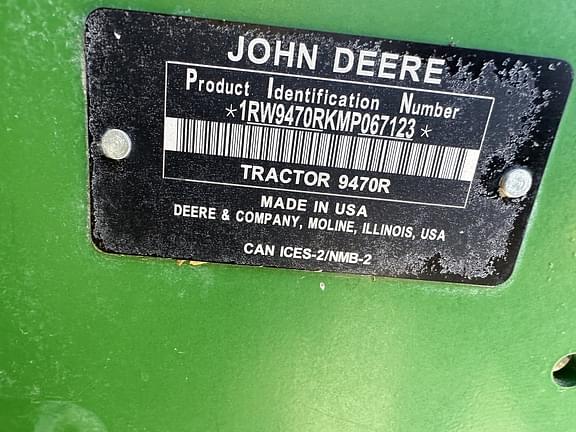 JOHN DEERE
Product Identification Number
*1RW9470RKMP067123*
TRACTOR 9470R
MADE IN USA
DEERE & COMPANY, MOLINE, ILLINOIS, USA
CAN ICES-2/NMB-2